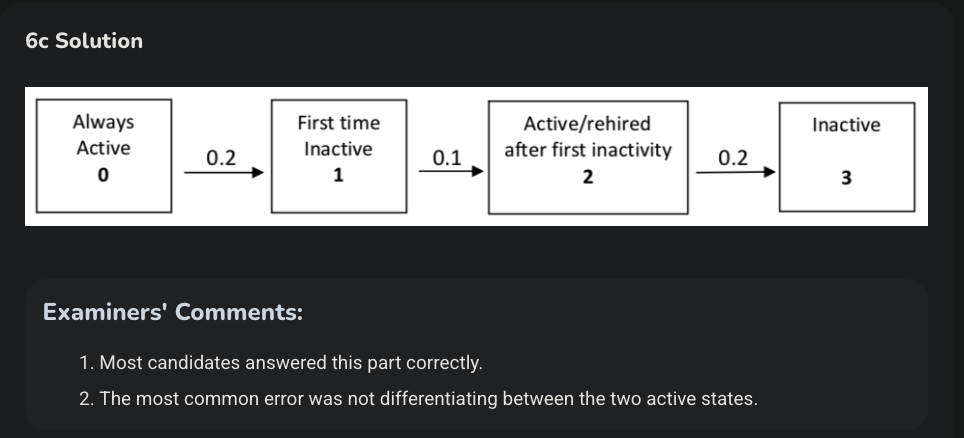 6c Solution
Always
Active
0
0.2
First time
Inactive
1
0.1
Active/rehired
after first inactivity
2
0.2
Inactive
3
Examiners' Comments:
1. Most candidates answered this part correctly.
2. The most common error was not differentiating between the two active states.